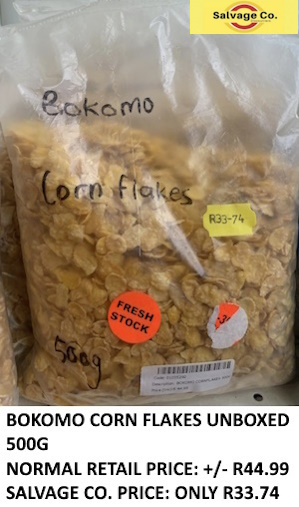 Salvage Co.
Bokomo
Corn flakes
R33-74
FRESH
STOCK
500g
BOKOMO CORN FLAKES UNBOXED
500G
NORMAL RETAIL PRICE: +/- R44.99
SALVAGE CO. PRICE: ONLY R33.74